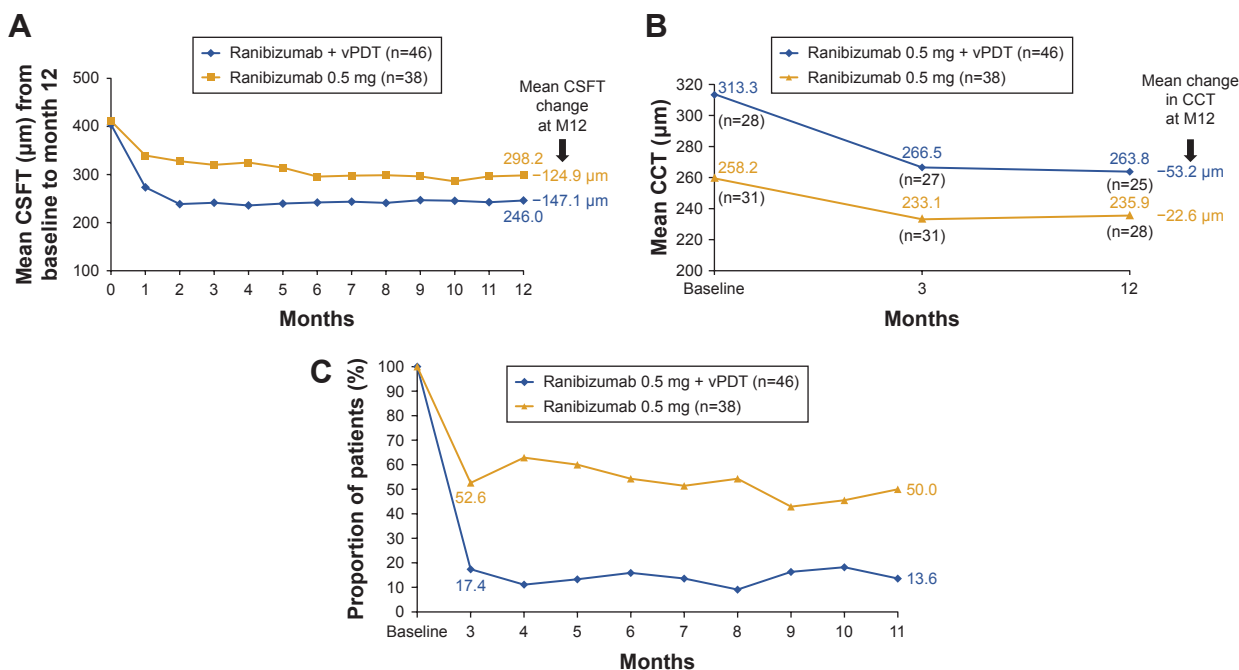 A
Ranibizumab + vPDT (n=46)
Ranibizumab 0.5 mg (n=38)
Mean CSFT (µm) from
baseline to month 12
500
400
300
200
100
0 1 2 3 4 5 6 7 8 9 10 11 12
Months
Mean CSFT
change
at M12
298.2
−124.9 µm
−147.1 µm
246.0
B
Ranibizumab 0.5 mg + vPDT (n=46)
Ranibizumab 0.5 mg (n=38)
Mean CCT (µm)
320
300
280
260
240
220
200
Baseline 3 12
Months
313.3
(n=28)
258.2
(n=31)
266.5
(n=27)
233.1
(n=31)
263.8
(n=25)
235.9
(n=28)
Mean change
in CCT
at M12
−53.2 µm
−22.6 µm
C
Ranibizumab 0.5 mg + vPDT (n=46)
Ranibizumab 0.5 mg (n=38)
Proportion of patients (%)
100
90
80
70
60
50
40
30
20
10
0
Baseline 3 4 5 6 7 8 9 10 11
Months
52.6
50.0
17.4
13.6